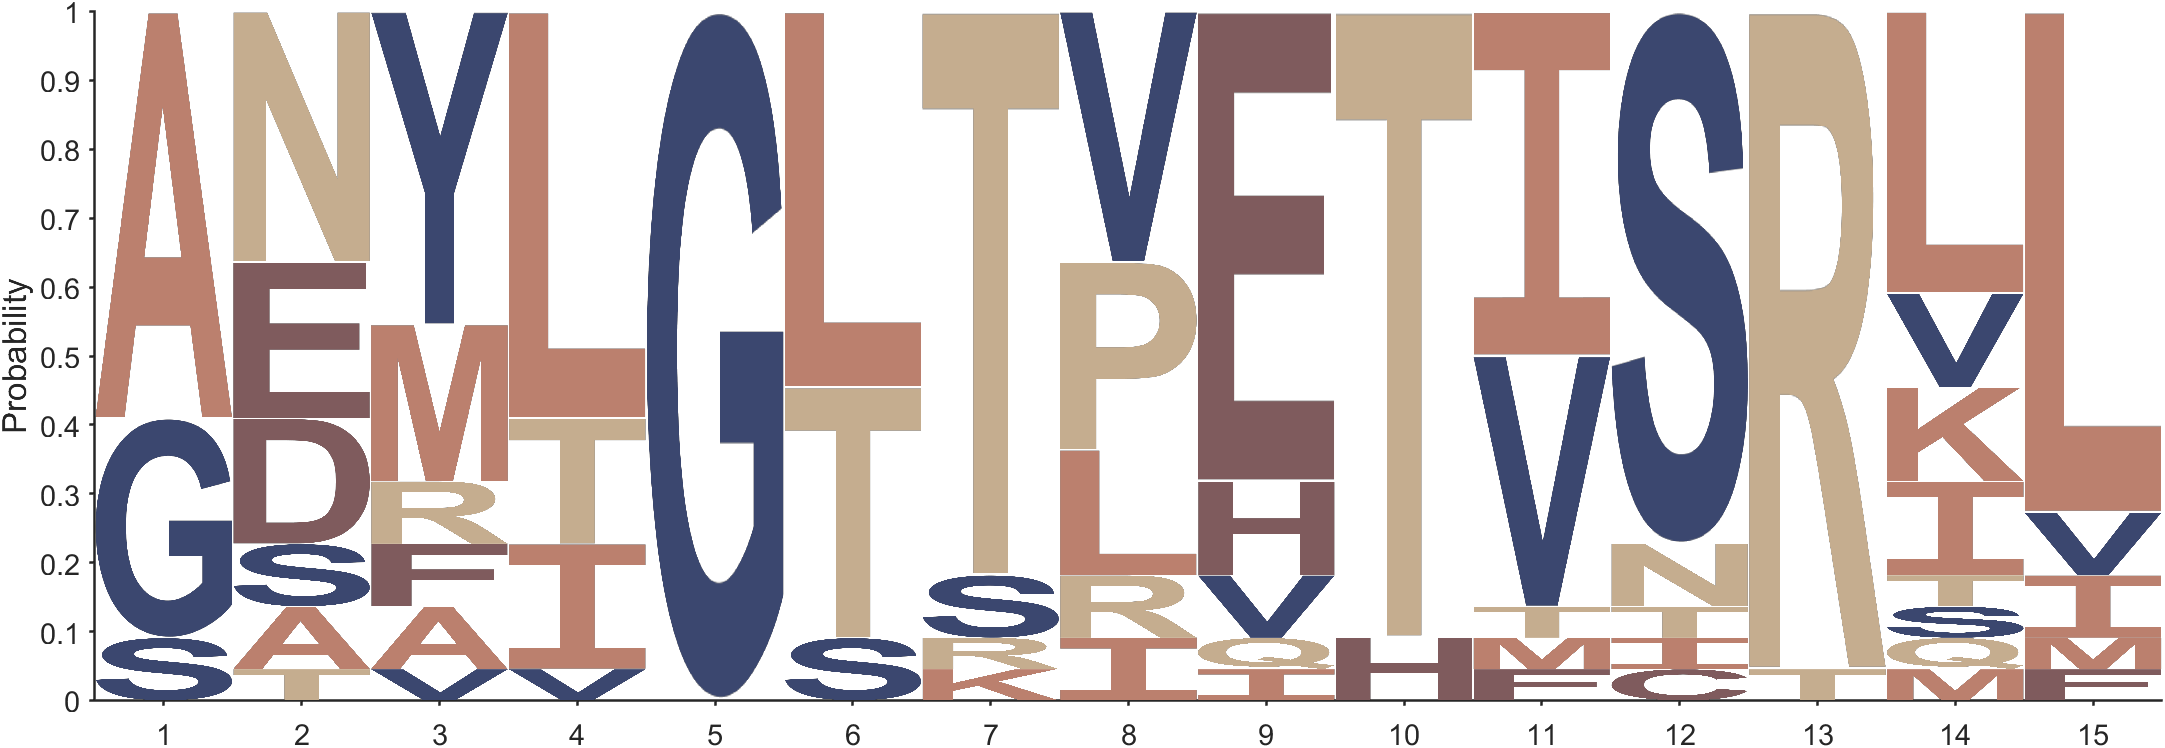 Probability
1
0.9
0.8
0.7
0.6
0.5
0.4
0.3
0.2
0.1
0
A N Y L G L T V E T I S R L L
G E M T T S P H H V N T V V
S D R I S R L V T T K I
S F V K R Q M I I M
A A I I F C T F
T V S
Q
M
1 2 3 4 5 6 7 8 9 10 11 12 13 14 15